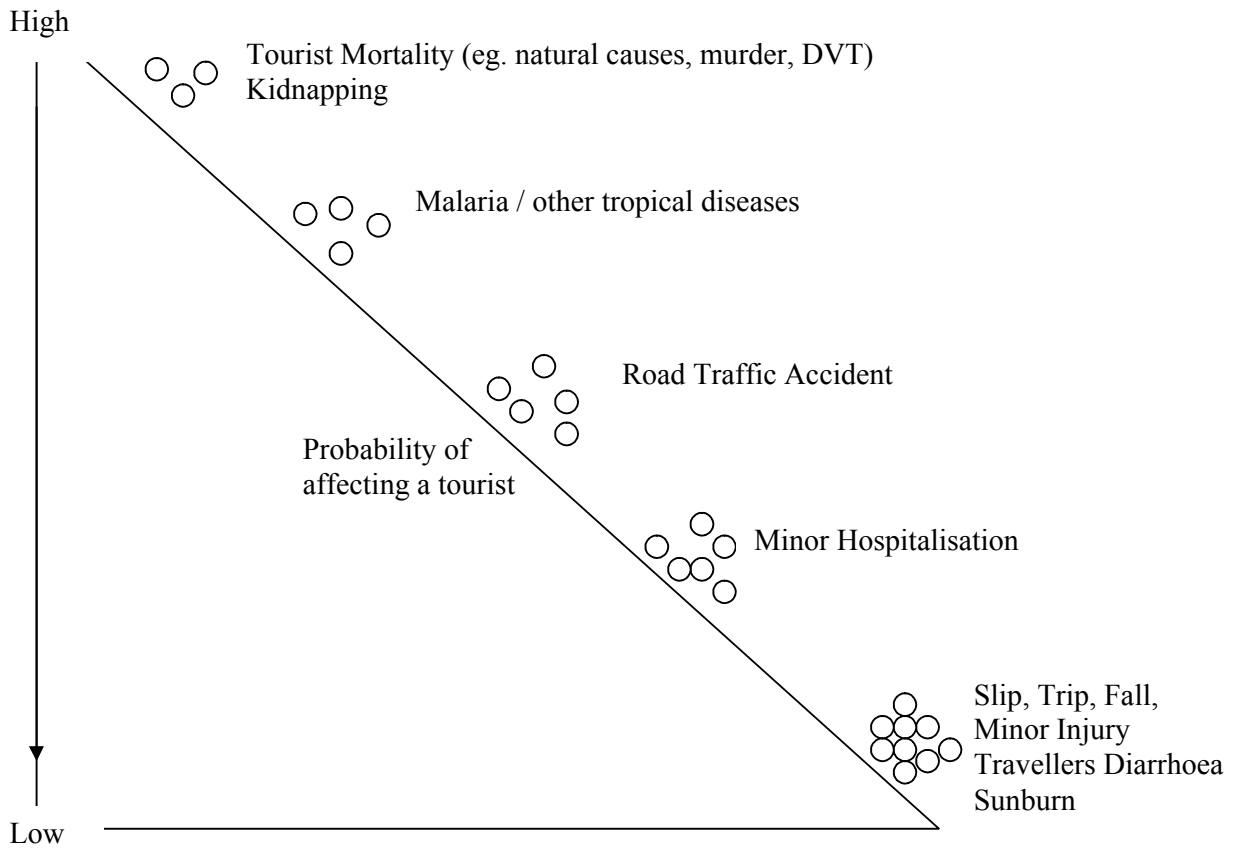 High
Tourist Mortality (eg. natural causes, murder, DVT)
Kidnapping
Malaria / other tropical diseases
Road Traffic Accident
Probability of
affecting a tourist
Minor Hospitalisation
Slip, Trip, Fall,
Minor Injury
Travellers Diarrhoea
Sunburn
Low